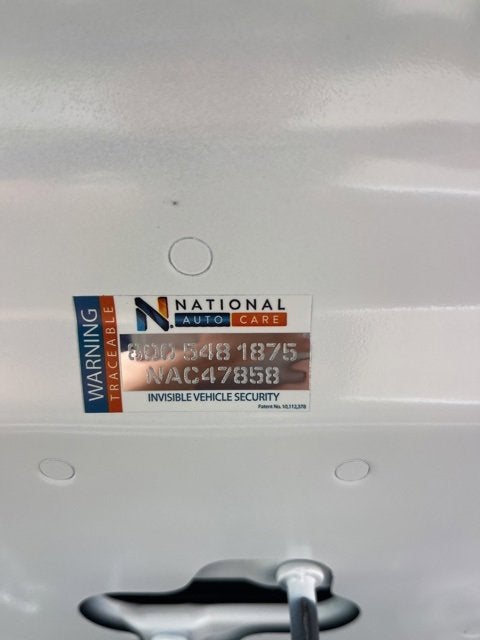 WARNING
TRACEABLE
N.
NATIONAL
AUTO CARE
800 548 1875
NAC47858
INVISIBLE VEHICLE SECURITY
Patent No. 10,112,378